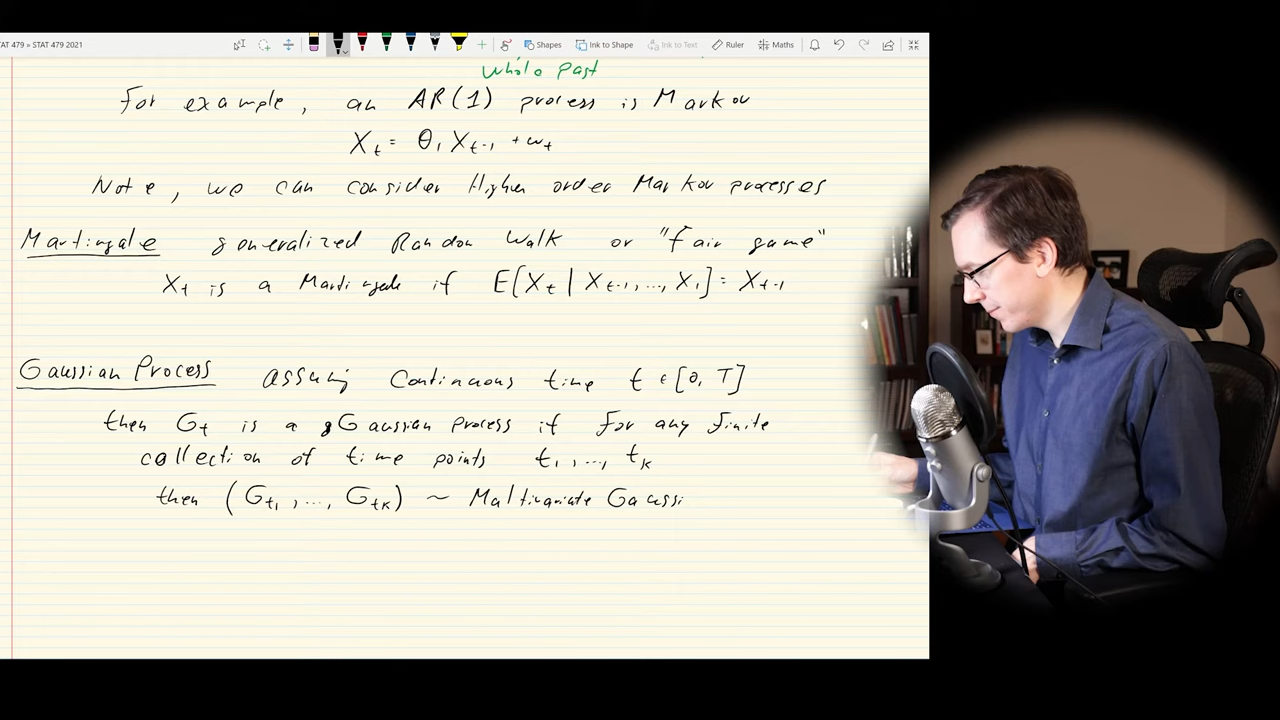 TAT 479 » STAT 479 2021
Shapes Ink to Shape Ink to Text Ruler Maths
whole past
For example, an AR(1) process is Markov
X_t = θ_1 X_{t-1} + w_t
Note, we can consider Higher order Markov processes
Martingale generalized Random Walk or "Fair game"
X_t is a Martingale if E[X_t | X_{t-1}, ..., X_1] = X_{t-1}
Gaussian Process Assuming Continuous time t ∈ [0, T]
then G_t is a Gaussian Process if for any finite
collection of time points t_1, ..., t_k
then (G_{t_1}, ..., G_{t_k}) ~ Multivariate Gaussi